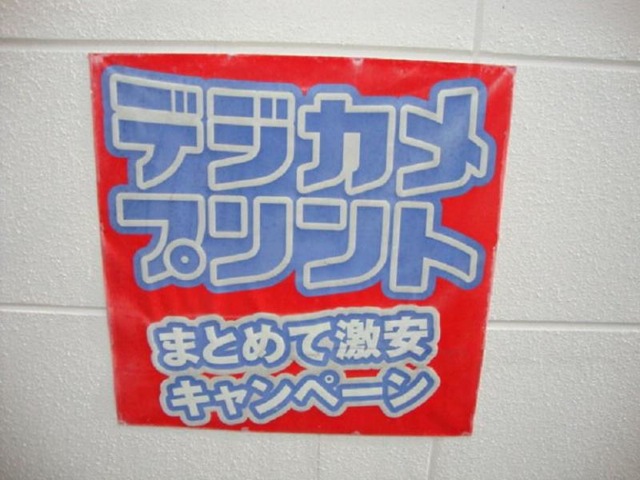 デジカメ
プリント
まとめて激安
キャンペーン